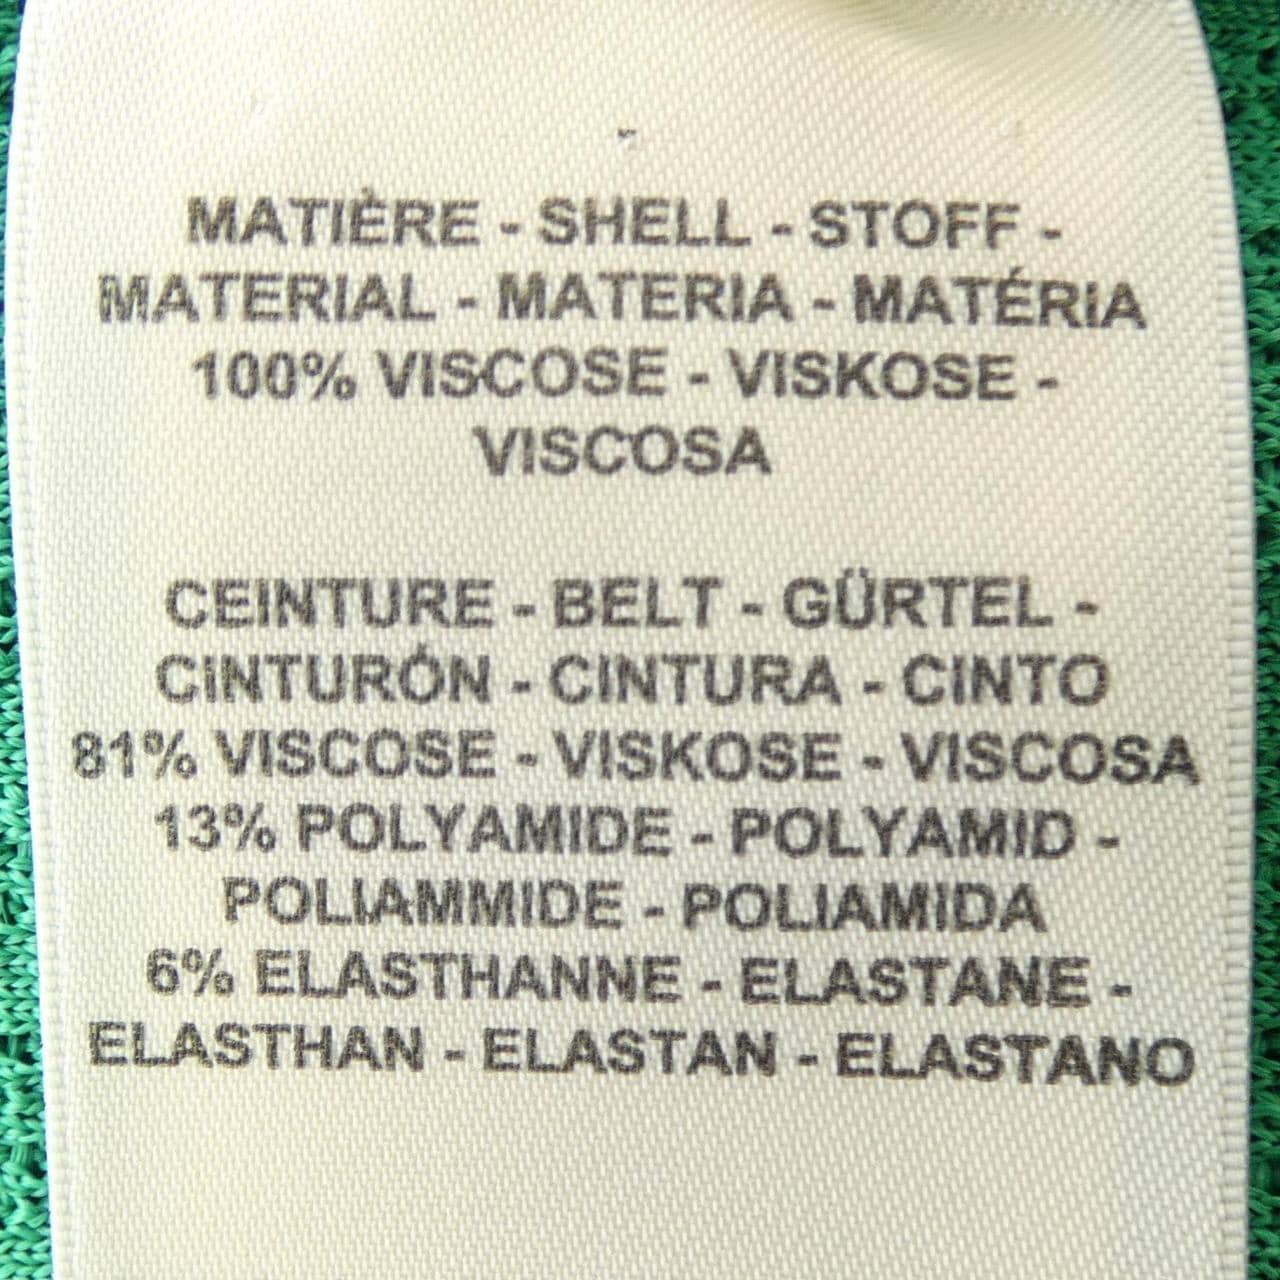 MATIÈRE - SHELL - STOFF -
MATERIAL - MATERIA - MATÉRIA
100% VISCOSE - VISKOSE -
VISCOSA
CEINTURE - BELT - GÜRTEL -
CINTURÓN - CINTURA - CINTO
81% VISCOSE - VISKOSE - VISCOSA
13% POLYAMIDE - POLYAMID -
POLIAMMIDE - POLIAMIDA
6% ELASTHANNE - ELASTANE -
ELASTHAN - ELASTAN - ELASTANO